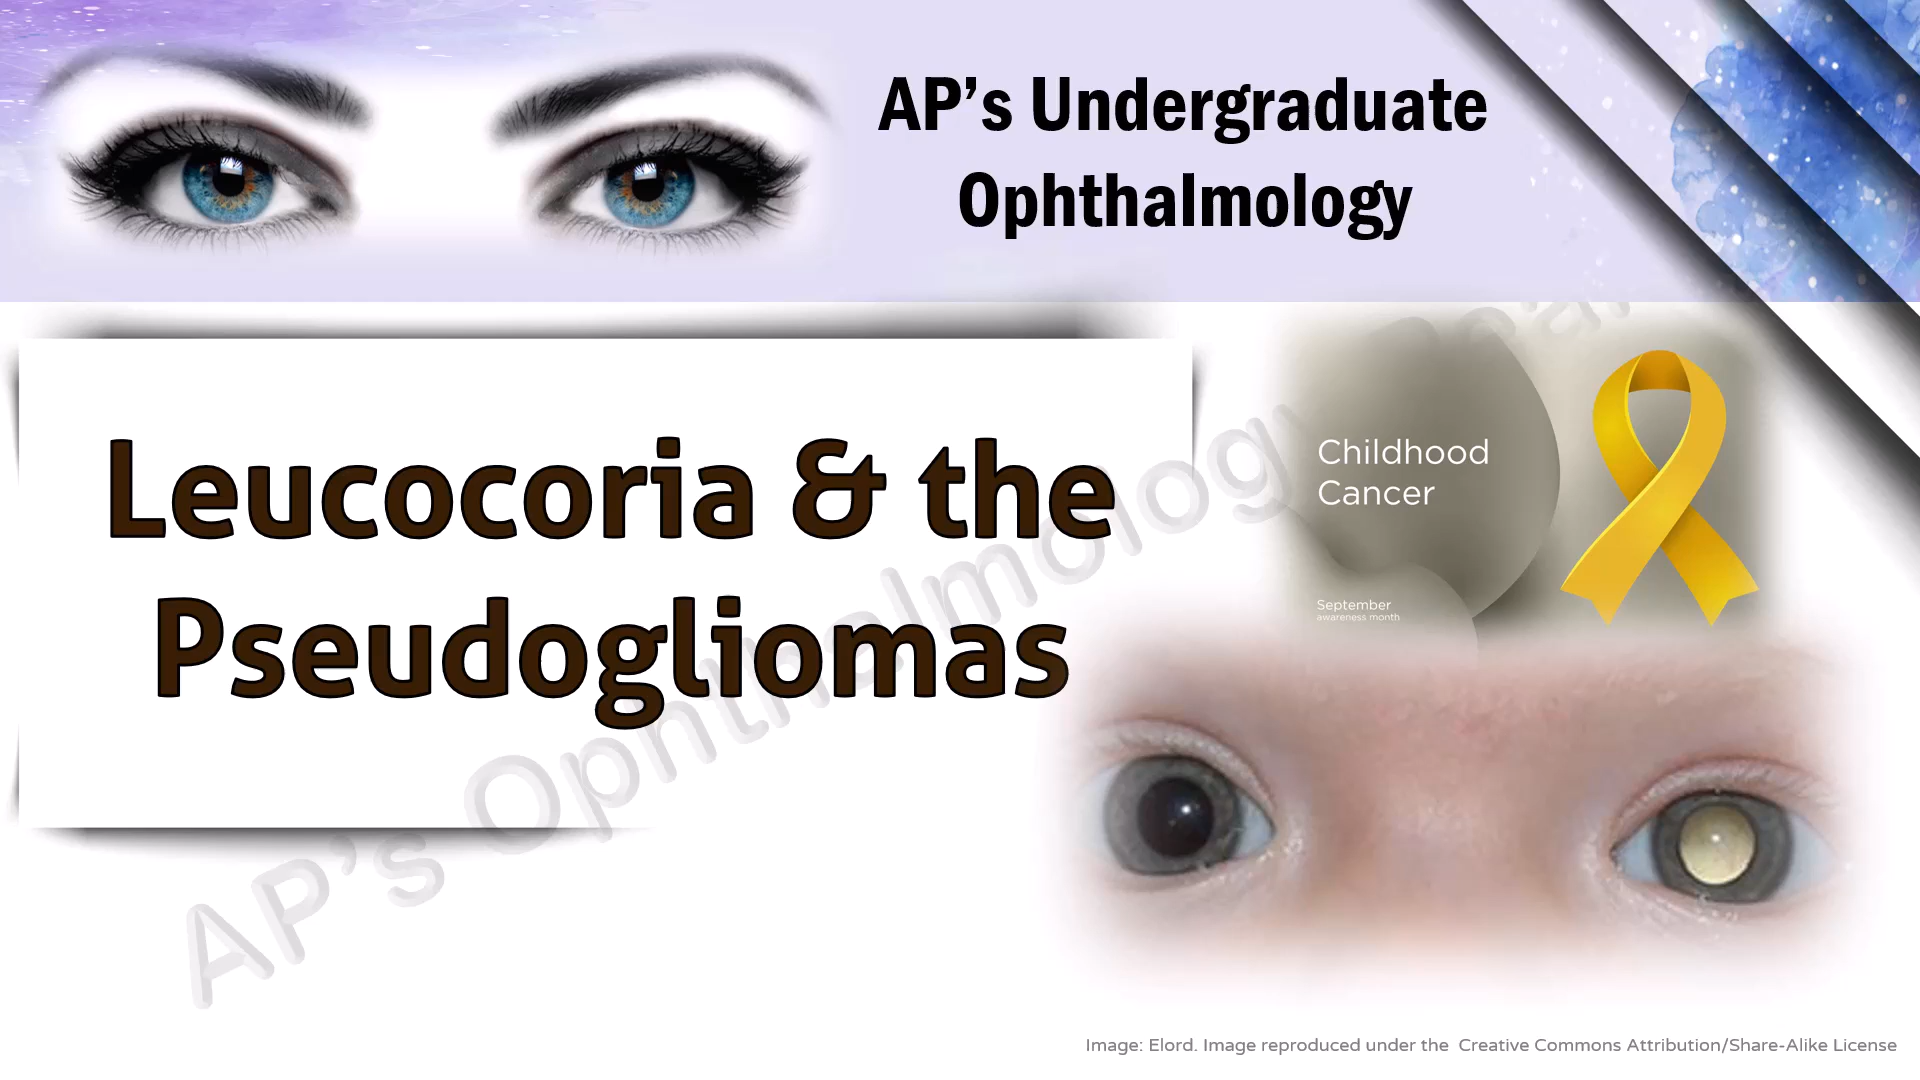 AP’s Undergraduate
Ophthalmology
Leucocoria & the
Pseudogliomas
Childhood
Cancer
September
awareness month
AP’s Ophthalmology
Image: Elord. Image reproduced under the  Creative Commons Attribution/Share-Alike License